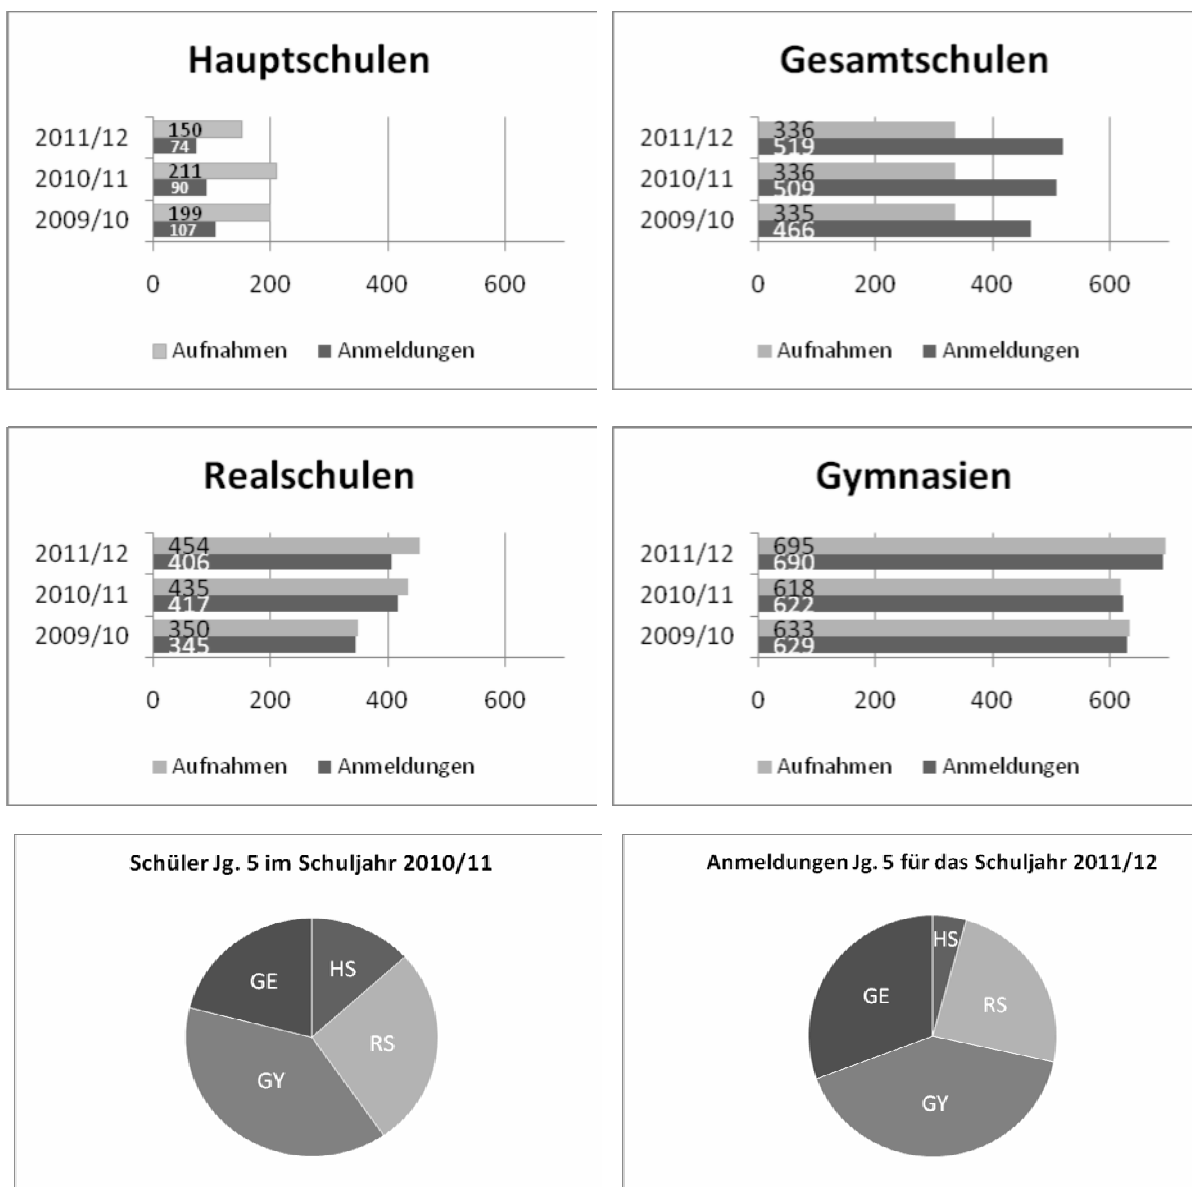 Hauptschulen
2011/12
150
74
2010/11
211
90
2009/10
199
107
0 200 400 600
Aufnahmen Anmeldungen
Gesamtschulen
2011/12
336
519
2010/11
336
509
2009/10
335
466
0 200 400 600
Aufnahmen Anmeldungen
Realschulen
2011/12
454
406
2010/11
435
417
2009/10
350
345
0 200 400 600
Aufnahmen Anmeldungen
Gymnasien
2011/12
695
690
2010/11
618
622
2009/10
633
629
0 200 400 600
Aufnahmen Anmeldungen
Schüler Jg. 5 im Schuljahr 2010/11
HS
GE
RS
GY
Anmeldungen Jg. 5 für das Schuljahr 2011/12
HS
GE
RS
GY